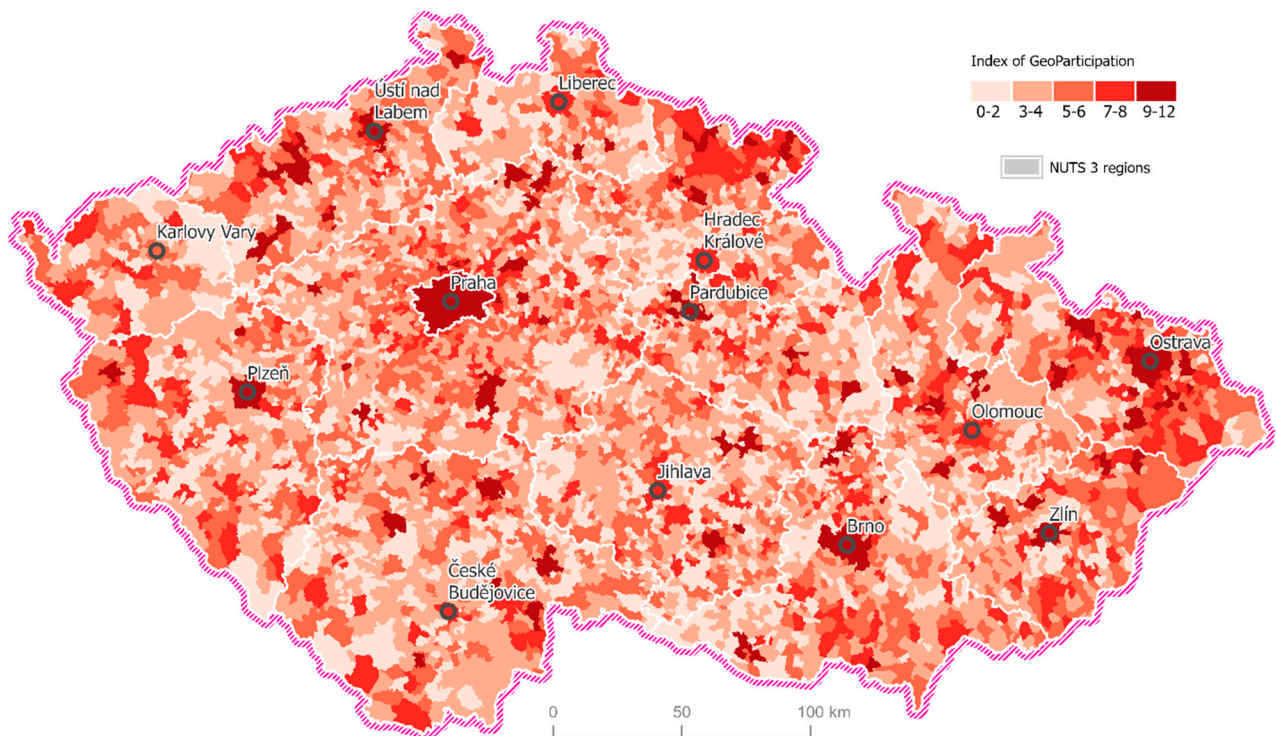 Index of GeoParticipation
0-2 3-4 5-6 7-8 9-12
NUTS 3 regions
Ústí nad
Labem
Liberec
Karlovy Vary
Hradec
Králové
Praha
Pardubice
Plzeň
Ostrava
Olomouc
Jihlava
Brno
Zlín
České
Budějovice
0 50 100 km